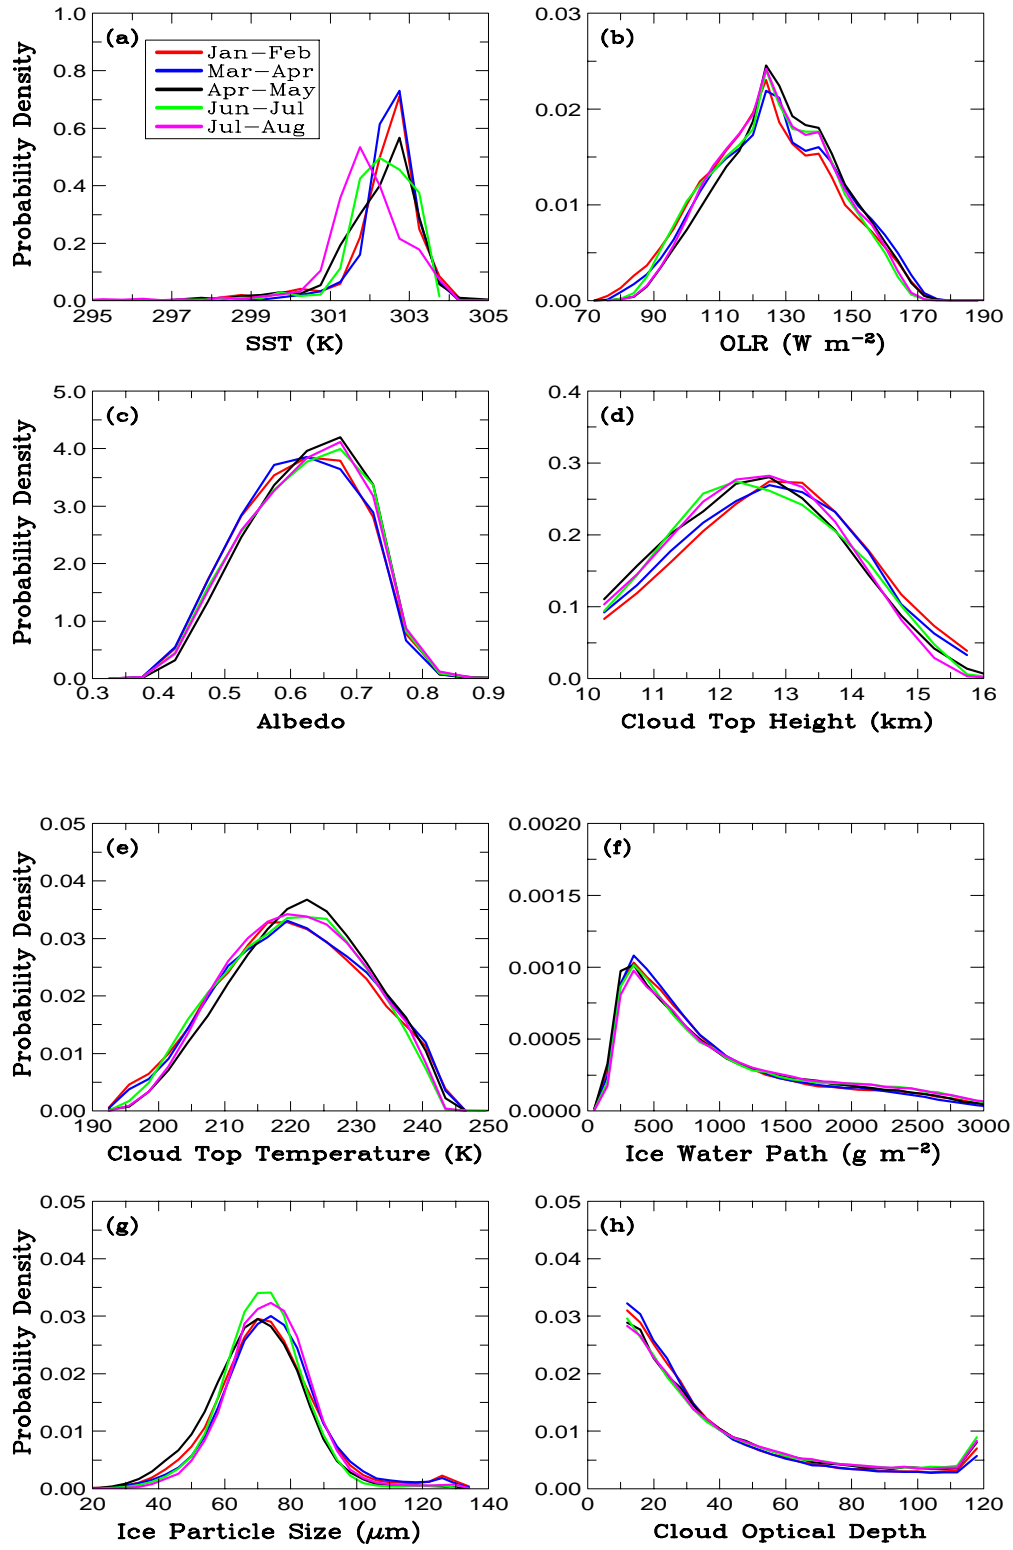 (a)
Jan-Feb
Mar-Apr
Apr-May
Jun-Jul
Jul-Aug
Probability Density
1.0
0.8
0.6
0.4
0.2
0.0
295 297 299 301 303 305
SST (K)
(b)
0.03
0.02
0.01
0.00
70 90 110 130 150 170 190
OLR (W m⁻²)
(c)
Probability Density
5.0
4.0
3.0
2.0
1.0
0.0
0.3 0.4 0.5 0.6 0.7 0.8 0.9
Albedo
(d)
0.4
0.3
0.2
0.1
0.0
10 11 12 13 14 15 16
Cloud Top Height (km)
(e)
Probability Density
0.05
0.04
0.03
0.02
0.01
0.00
190 200 210 220 230 240 250
Cloud Top Temperature (K)
(f)
0.0020
0.0015
0.0010
0.0005
0.0000
0 500 1000 1500 2000 2500 3000
Ice Water Path (g m⁻²)
(g)
Probability Density
0.05
0.04
0.03
0.02
0.01
0.00
20 40 60 80 100 120 140
Ice Particle Size (μm)
(h)
0.05
0.04
0.03
0.02
0.01
0.00
0 20 40 60 80 100 120
Cloud Optical Depth